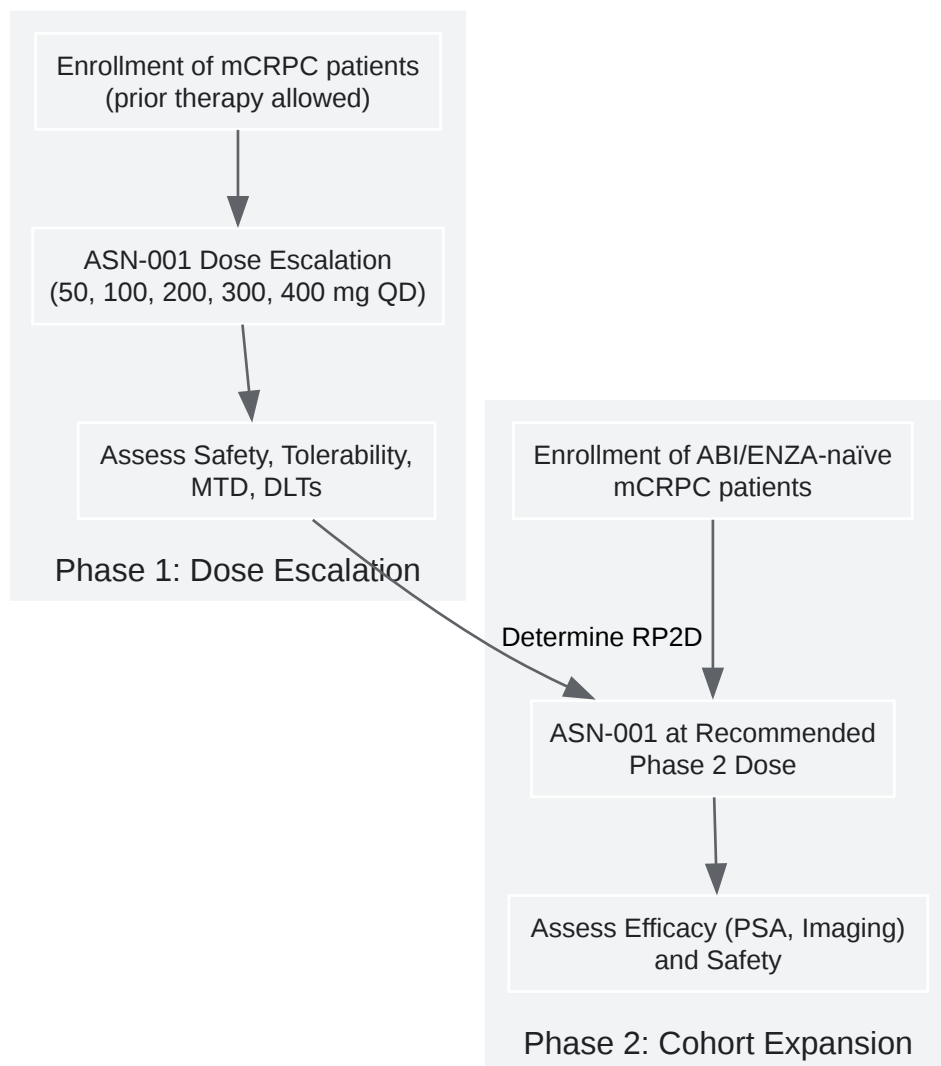 Enrollment of mCRPC patients
(prior therapy allowed)
ASN-001 Dose Escalation
(50, 100, 200, 300, 400 mg QD)
Assess Safety, Tolerability,
MTD, DLTs
Phase 1: Dose Escalation
Enrollment of ABI/ENZA-naïve
mCRPC patients
Determine RP2D
ASN-001 at Recommended
Phase 2 Dose
Assess Efficacy (PSA, Imaging)
and Safety
Phase 2: Cohort Expansion